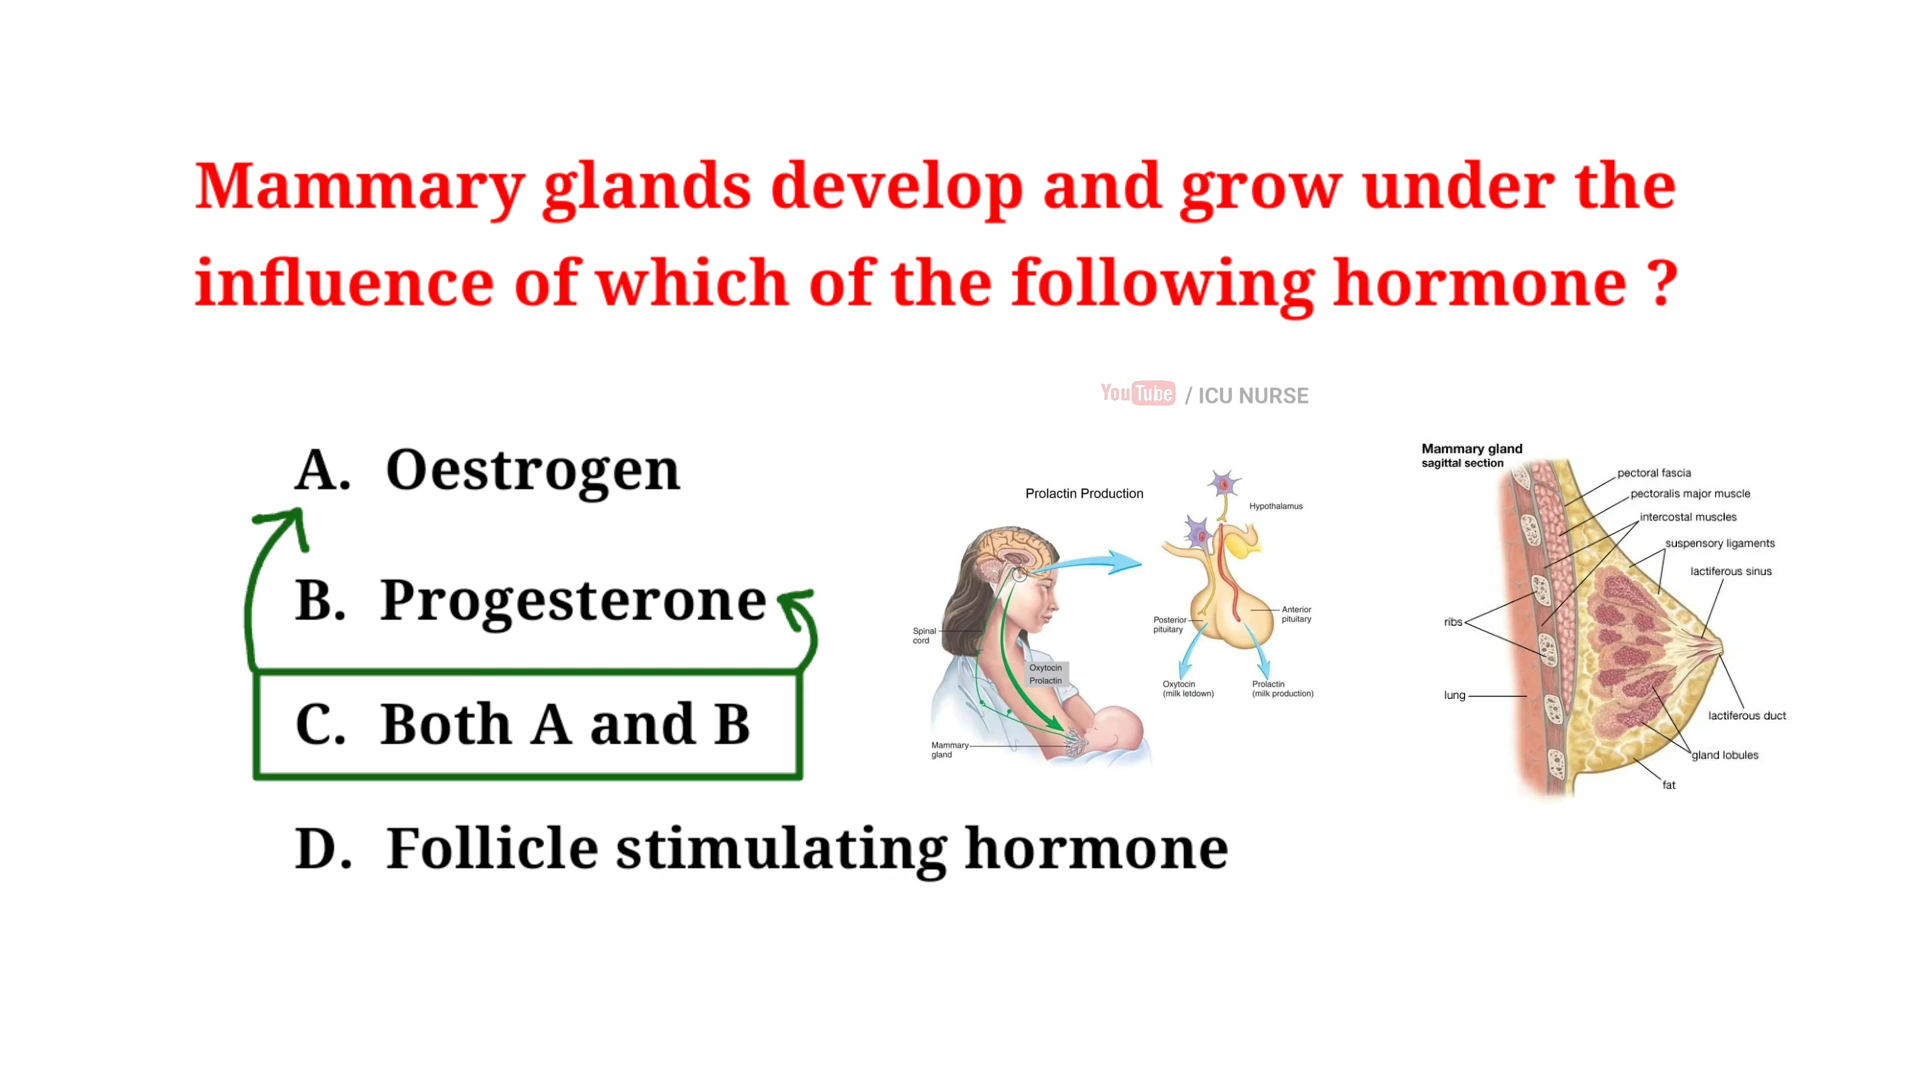 Mammary glands develop and grow under the
influence of which of the following hormone ?
YouTube / ICU NURSE
A. Oestrogen
B. Progesterone
C. Both A and B
D. Follicle stimulating hormone
Prolactin Production
Hypothalamus
Anterior
pituitary
Posterior
pituitary
Spinal
cord
Oxytocin
Prolactin
Oxytocin
(milk letdown)
Prolactin
(milk production)
Mammary
gland
Mammary gland
sagittal section
pectoral fascia
pectoralis major muscle
intercostal muscles
suspensory ligaments
lactiferous sinus
ribs
lung
lactiferous duct
gland lobules
fat